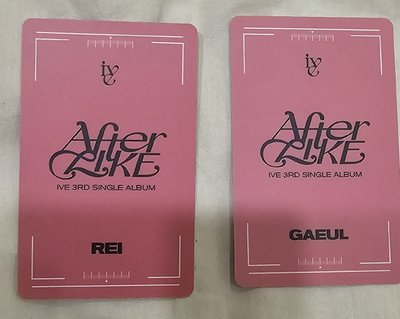 IVE
After
LIKE
IVE 3RD SINGLE ALBUM
REI
IVE
After
LIKE
IVE 3RD SINGLE ALBUM
GAEUL